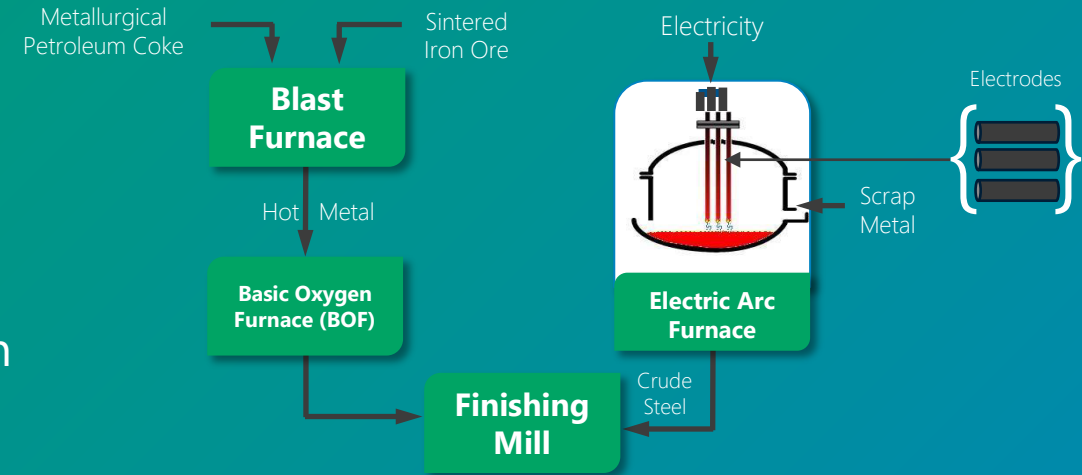 Metallurgical
Petroleum Coke
Sintered
Iron Ore
Blast
Furnace
Hot Metal
Basic Oxygen
Furnace (BOF)
Electricity
Electrodes
Scrap
Metal
Electric Arc
Furnace
Crude
Steel
Finishing
Mill